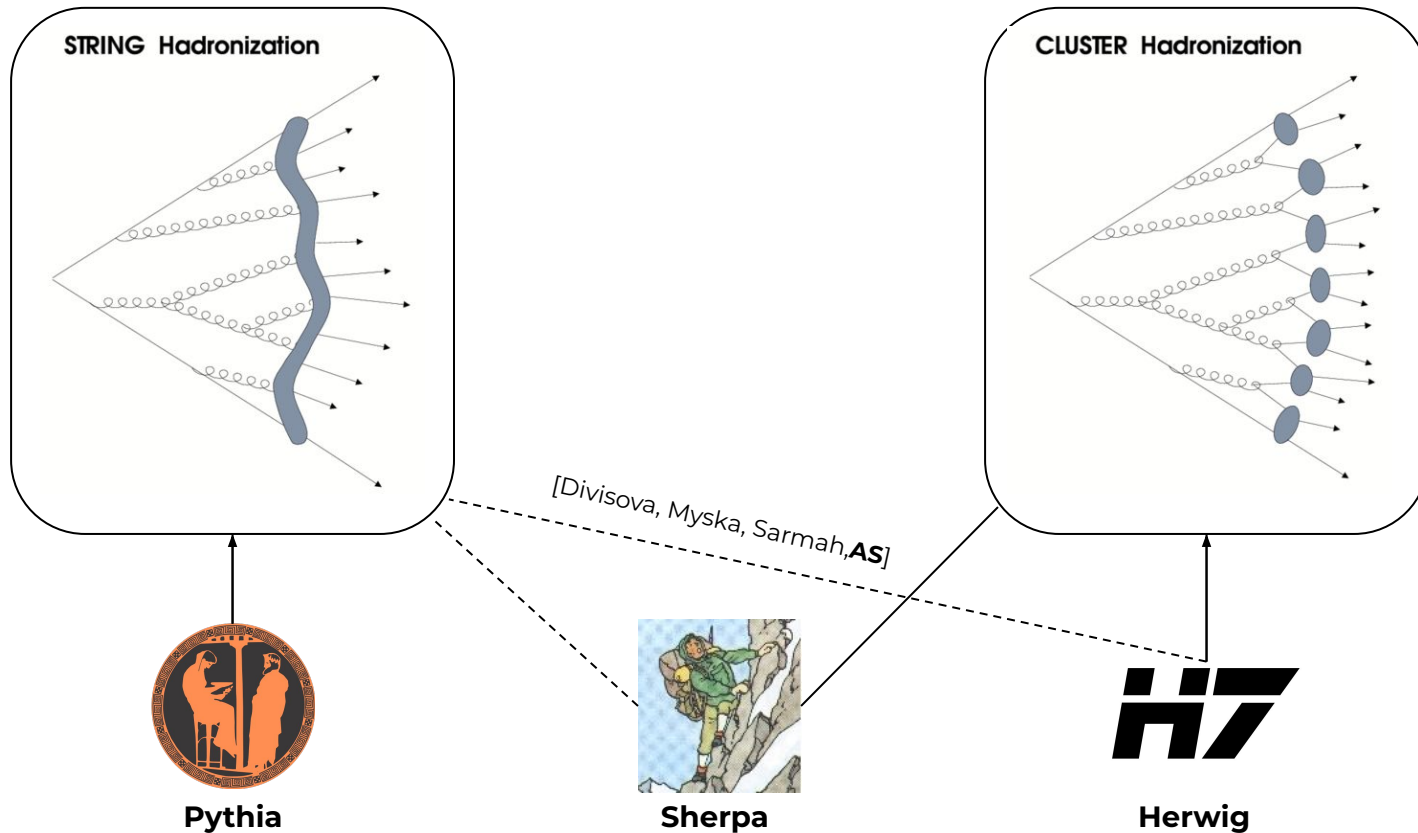 STRING Hadronization
CLUSTER Hadronization
[Divisova, Myska, Sarmah,AS]
H7
Pythia
Sherpa
Herwig